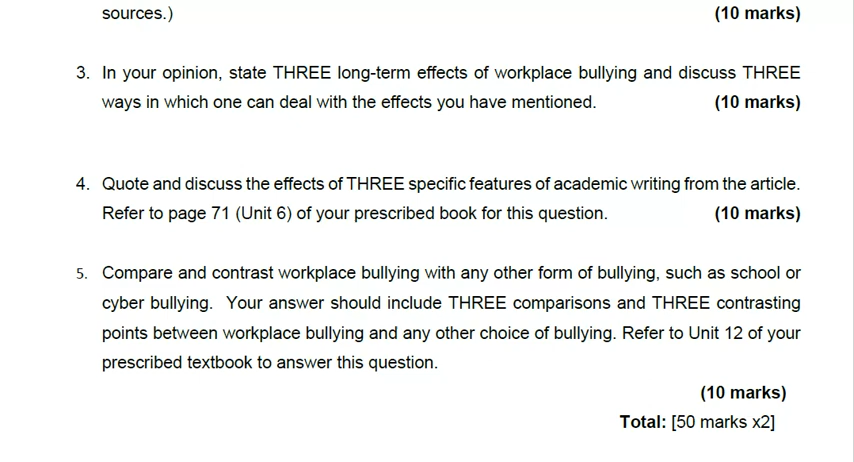 sources.) (10 marks)
3. In your opinion, state THREE long-term effects of workplace bullying and discuss THREE
ways in which one can deal with the effects you have mentioned. (10 marks)
4. Quote and discuss the effects of THREE specific features of academic writing from the article.
Refer to page 71 (Unit 6) of your prescribed book for this question. (10 marks)
5. Compare and contrast workplace bullying with any other form of bullying, such as school or
cyber bullying. Your answer should include THREE comparisons and THREE contrasting
points between workplace bullying and any other choice of bullying. Refer to Unit 12 of your
prescribed textbook to answer this question.
(10 marks)
Total: [50 marks x2]